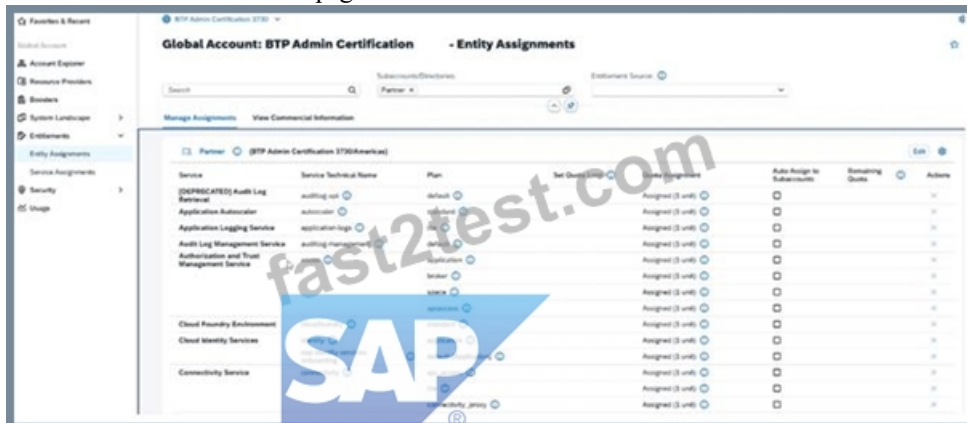 Favorites & Recent
BTP Admin Certification 3730
Global Account
Account Explorer
Resource Providers
Boosters
System Landscape
Entitlements
Entity Assignments
Service Assignments
Security
Usage
Global Account: BTP Admin Certification - Entity Assignments
Subaccounts/Directories:
Entitlement Source:
Search
Partner
Manage Assignments View Commercial Information
Partner (BTP Admin Certification 3730/Americas)
Edit
Service Service Technical Name Plan Quota Assignment Auto Assign to Subaccounts Remaining Quota Actions
[DEPRECATED] Audit Log Retrieval default Assigned (1 unit)
Application Autoscaler autoscaler Assigned (1 unit)
Application Logging Service application-logs Assigned (1 unit)
Audit Log Management Service auditlog-management default Assigned (1 unit)
Authorization and Trust Management Service application Assigned (1 unit)
broker Assigned (1 unit)
space Assigned (1 unit)
Assigned (1 unit)
Cloud Foundry Environment Assigned (1 unit)
Cloud Identity Services Assigned (1 unit)
Assigned (1 unit)
Connectivity Service Assigned (1 unit)
Assigned (1 unit)
connectivity_proxy Assigned (1 unit)
fast2test.com
SAP
®